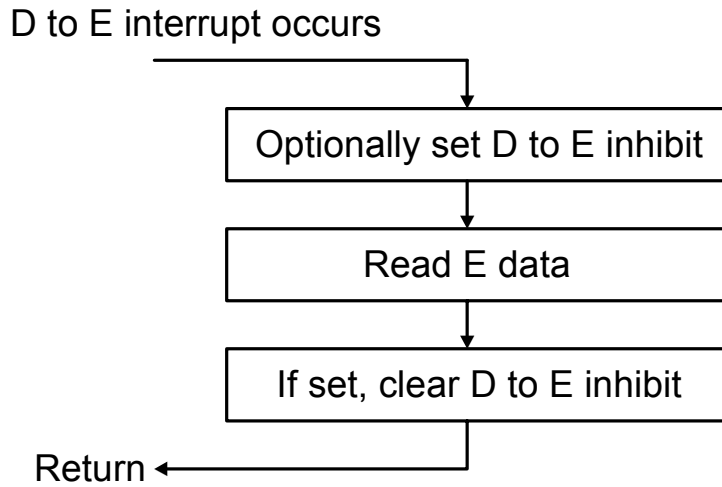 D to E interrupt occurs
Optionally set D to E inhibit
Read E data
If set, clear D to E inhibit
Return